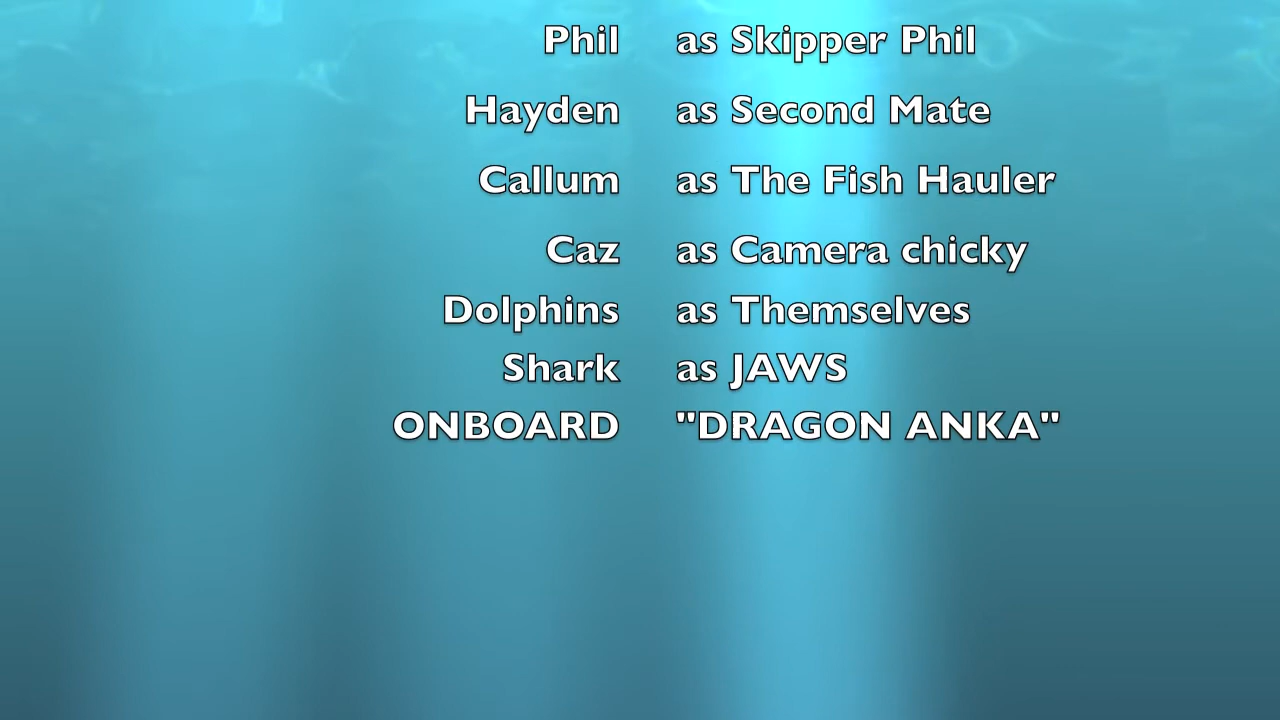 Phil as Skipper Phil
Hayden as Second Mate
Callum as The Fish Hauler
Caz as Camera chicky
Dolphins as Themselves
Shark as JAWS
ONBOARD "DRAGON ANKA"